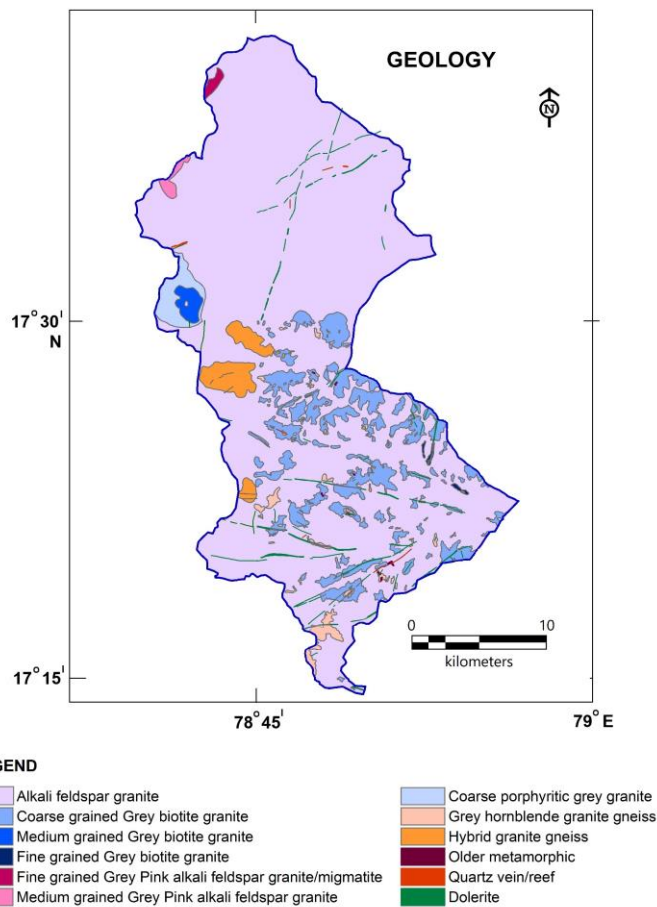 GEOLOGY
N
17°30'
N
0 10
kilometers
17°15'
78°45' 79°E
GEND
Alkali feldspar granite
Coarse grained Grey biotite granite
Medium grained Grey biotite granite
Fine grained Grey biotite granite
Fine grained Grey Pink alkali feldspar granite/migmatite
Medium grained Grey Pink alkali feldspar granite
Coarse porphyritic grey granite
Grey hornblende granite gneiss
Hybrid granite gneiss
Older metamorphic
Quartz vein/reef
Dolerite